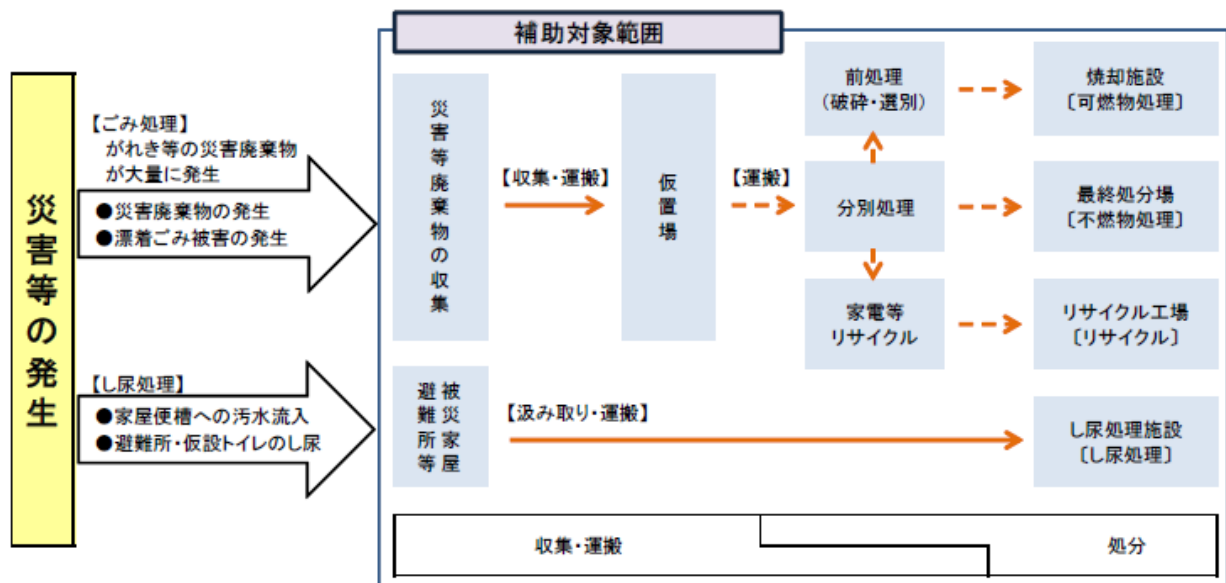 補助対象範囲
災害等の発生
【ごみ処理】
がれき等の災害廃棄物
が大量に発生
●災害廃棄物の発生
●漂着ごみ被害の発生
災害等廃棄物の収集
【収集・運搬】
仮置場
【運搬】
前処理
(破砕・選別)
分別処理
家電等
リサイクル
焼却施設
〔可燃物処理〕
最終処分場
〔不燃物処理〕
リサイクル工場
〔リサイクル〕
【し尿処理】
●家屋便槽への汚水流入
●避難所・仮設トイレのし尿
被災家屋
避難所等
【汲み取り・運搬】
し尿処理施設
〔し尿処理〕
収集・運搬
処分